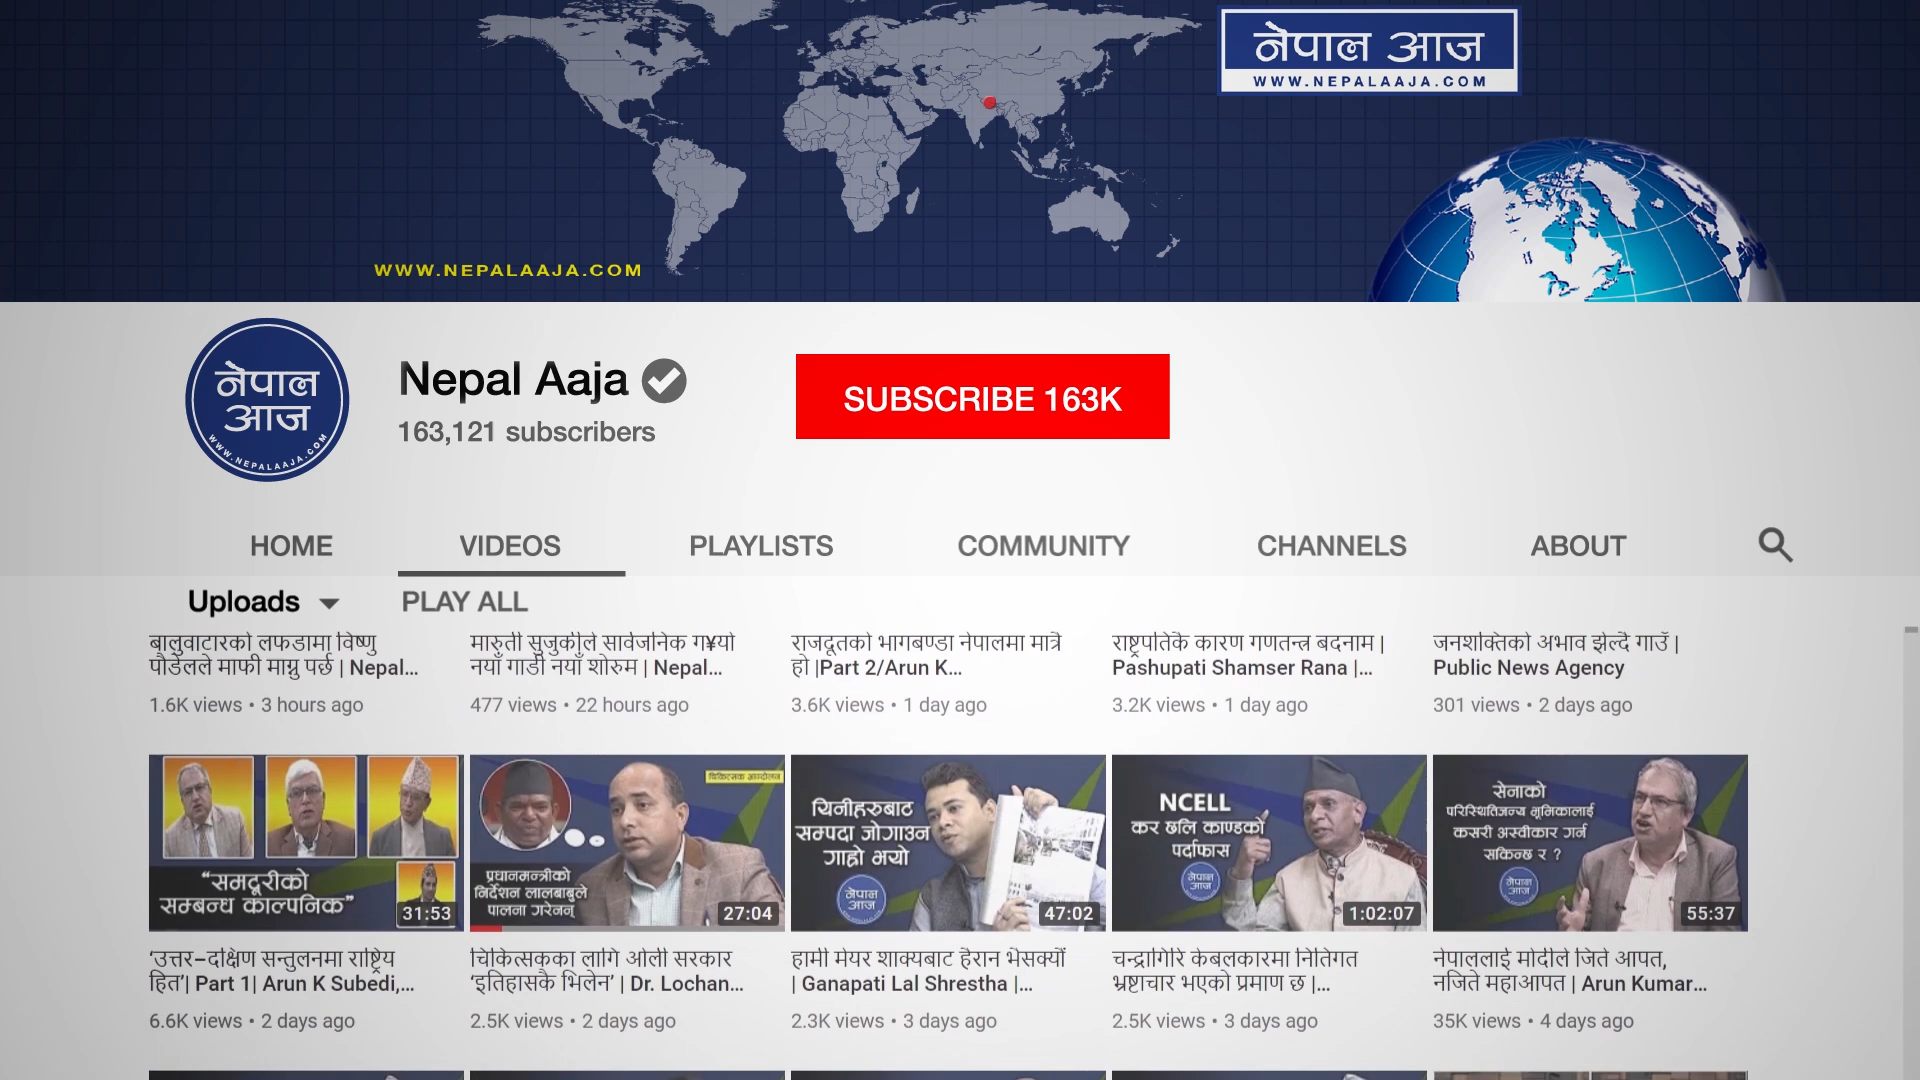 नेपाल आज
WWW.NEPALAAJA.COM
WWW.NEPALAAJA.COM
नेपाल
आज
WWW.NEPALAAJA.COM
Nepal Aaja
163,121 subscribers
SUBSCRIBE 163K
HOME VIDEOS PLAYLISTS COMMUNITY CHANNELS ABOUT
Uploads PLAY ALL
बालुवाटारको लफडामा विष्णु
पौडेलले माफी माग्नु पर्छ | Nepal...
1.6K views • 3 hours ago
मारुती सुजुकीले सार्वजनिक ग¥यो
नयाँ गाडी नयाँ शोरुम | Nepal...
477 views • 22 hours ago
राजदूतको भागबण्डा नेपालमा मात्रै
हो |Part 2/Arun K...
3.6K views • 1 day ago
राष्ट्रपतिकै कारण गणतन्त्र बदनाम |
Pashupati Shamser Rana |...
3.2K views • 1 day ago
जनशक्तिको अभाव झेल्दै गाउँ |
Public News Agency
301 views • 2 days ago
“समदूरीको
सम्बन्ध काल्पनिक”
31:53
चिकित्सक आन्दोलन
प्रधानमन्त्रीको
निर्देशन लालबाबुले
पालना गरेनन्
27:04
चिनीहरुबाट
सम्पदा जोगाउन
गाह्रो भयो
नेपाल
आज
47:02
NCELL
कर छलि काण्डको
पर्दाफास
नेपाल
आज
1:02:07
सेनाको
परिस्थितिजन्य भूमिकालाई
कसरी अस्वीकार गर्न
सकिन्छ र ?
नेपाल
आज
55:37
‘उत्तर–दक्षिण सन्तुलनमा राष्ट्रिय
हित’| Part 1| Arun K Subedi,...
6.6K views • 2 days ago
चिकित्सकका लागि ओली सरकार
‘इतिहासकै भिलेन’ | Dr. Lochan...
2.5K views • 2 days ago
हामी मेयर शाक्यबाट हैरान भैसक्यौं
| Ganapati Lal Shrestha |...
2.3K views • 3 days ago
चन्द्रागिरि केबलकारमा नितिगत
भ्रष्टाचार भएको प्रमाण छ |...
2.5K views • 3 days ago
नेपाललाई मोदीले जिते आपत,
नजिते महाआपत | Arun Kumar...
35K views • 4 days ago